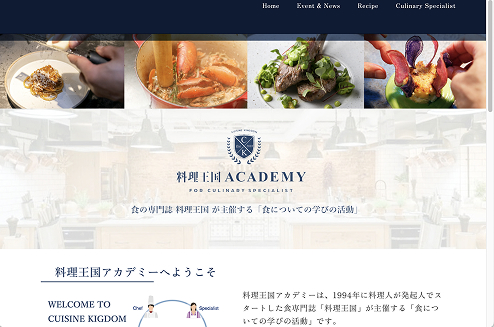 Home Event & News Recipe Culinary Specialist
CUISINE KINGDOM
C K
料理王国 ACADEMY
FOR CULINARY SPECIALIST
食の専門誌 料理王国 が主催する「食についての学びの活動」
料理王国アカデミーへようこそ
WELCOME TO
CUISINE KIGDOM
Chef
Specialist
料理王国アカデミーは、1994年に料理人が発起人でス
タートした食専門誌「料理王国」が主催する「食につ
いての学びの活動」です。